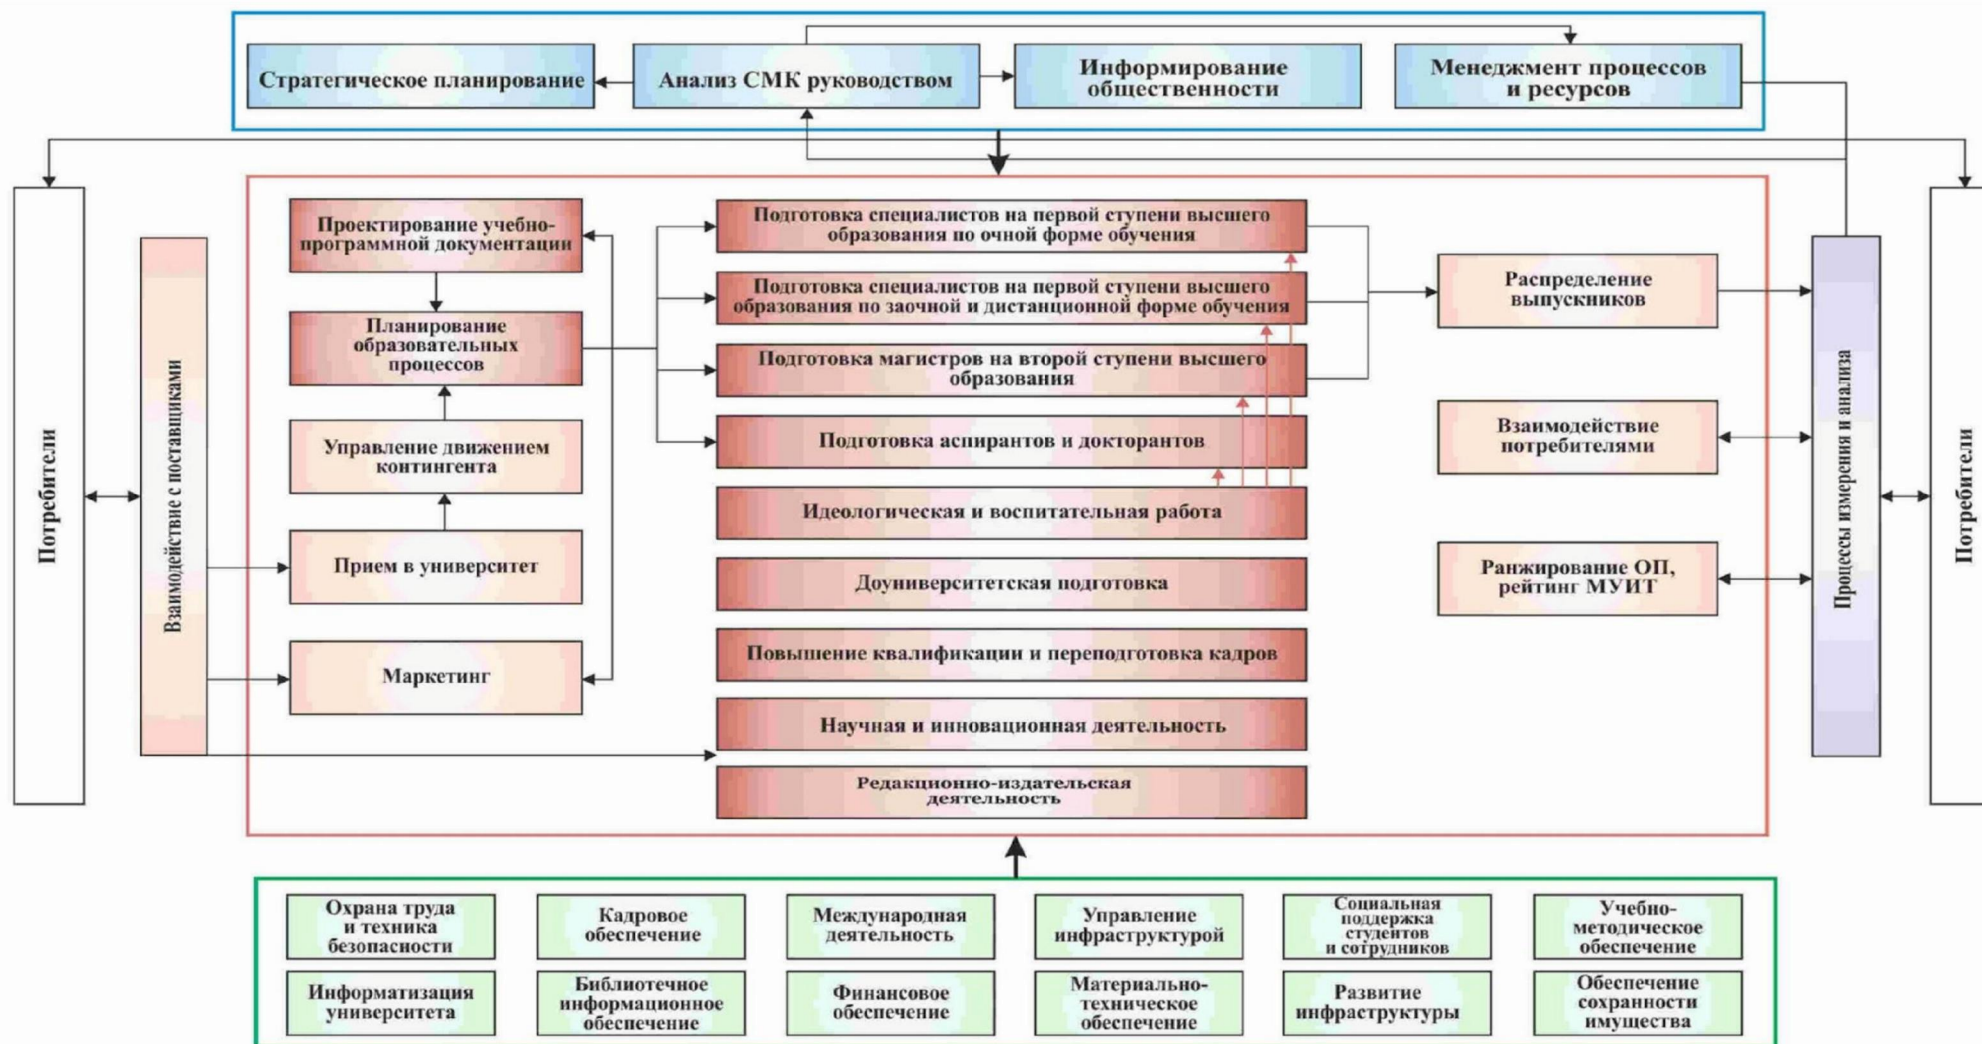 Стратегическое планирование
Анализ СМК руководством
Информирование
общественности
Менеджмент процессов
и ресурсов
Потребители
Взаимодействие с поставщиками
Проектирование учебно-
программной документации
Планирование
образовательных
процессов
Управление движением
контингента
Прием в университет
Маркетинг
Подготовка специалистов на первой ступени высшего
образования по очной форме обучения
Подготовка специалистов на первой ступени высшего
образования по заочной и дистанционной форме обучения
Подготовка магистров на второй ступени высшего
образования
Подготовка аспирантов и докторантов
Идеологическая и воспитательная работа
Доуниверситетская подготовка
Повышение квалификации и переподготовка кадров
Научная и инновационная деятельность
Редакционно-издательская
деятельность
Распределение
выпускников
Взаимодействие
потребителями
Ранжирование ОП,
рейтинг МУИТ
Процессы измерения и анализа
Потребители
Охрана труда
и техника
безопасности
Кадровое
обеспечение
Международная
деятельность
Управление
инфраструктурой
Социальная
поддержка
студентов
и сотрудников
Учебно-
методическое
обеспечение
Информатизация
университета
Библиотечное
информационное
обеспечение
Финансовое
обеспечение
Материально-
техническое
обеспечение
Развитие
инфраструктуры
Обеспечение
сохранности
имущества